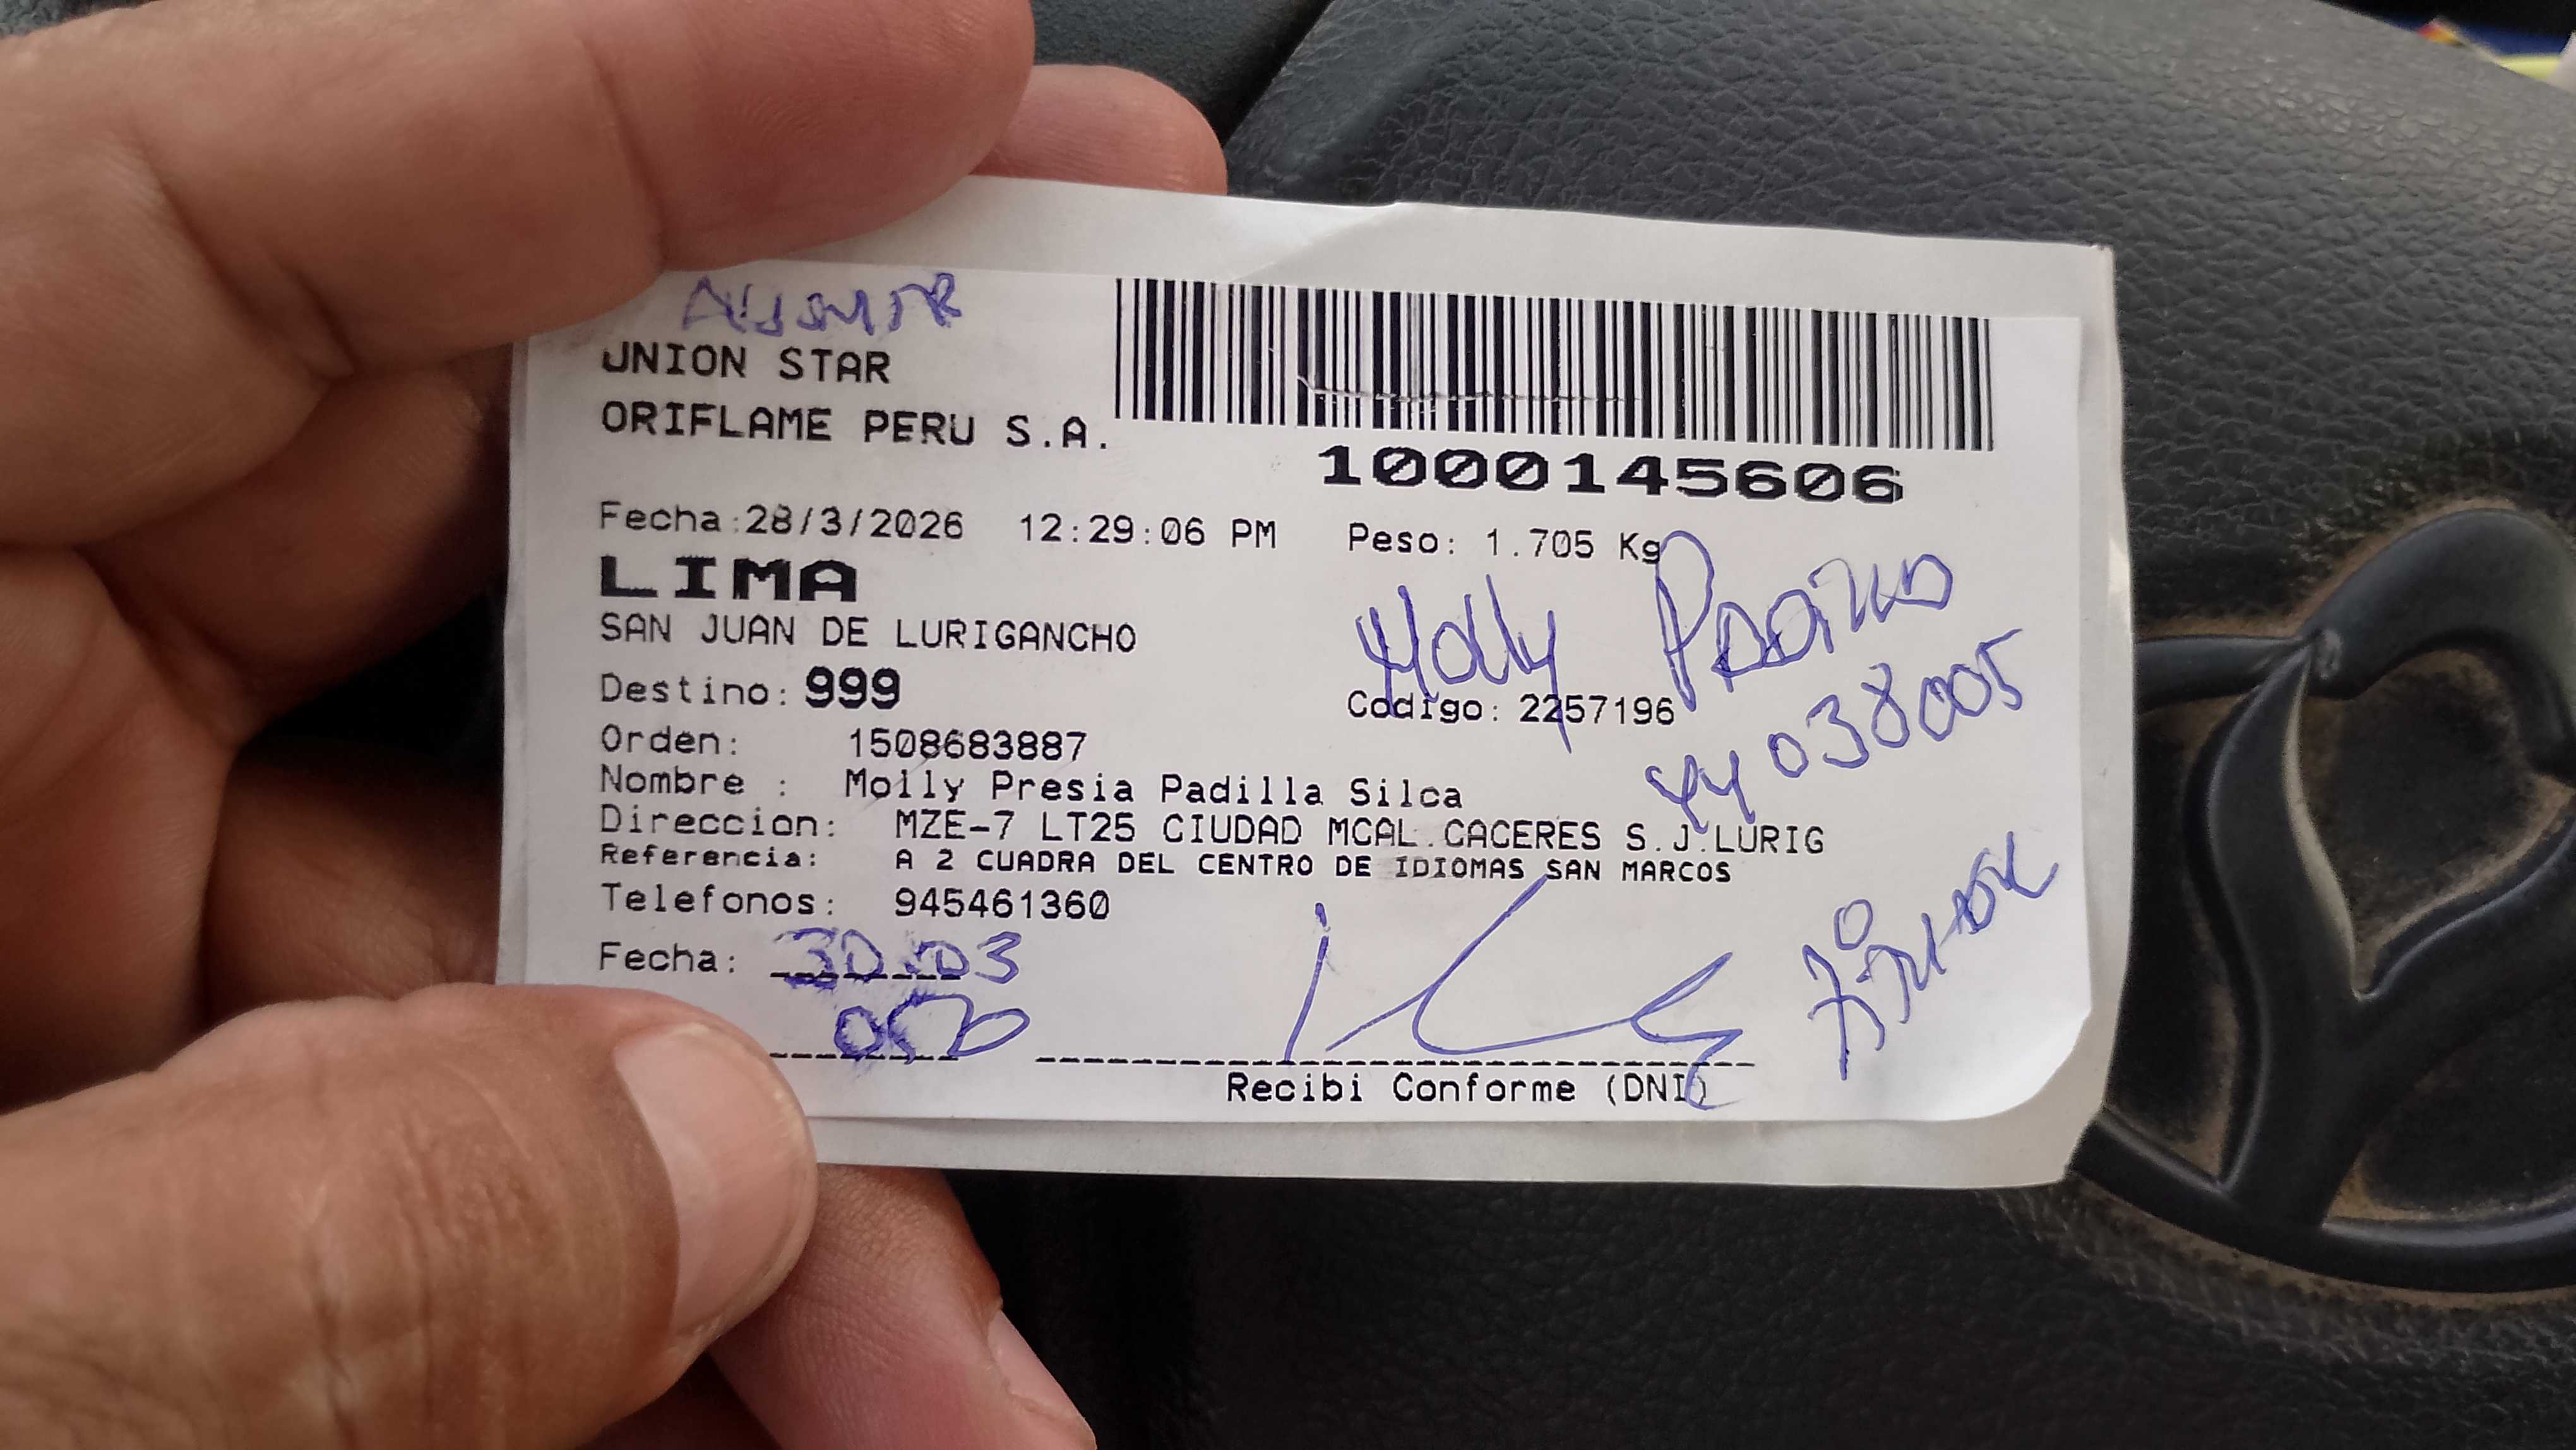 UNION STAR
ORIFLAME PERU S.A.
1000145606
Fecha:28/3/2026 12:29:06 PM Peso: 1.705 Kg
LIMA
SAN JUAN DE LURIGANCHO
Molly
Destino: 999 Codigo: 2257196
44038005
Orden: 1508683887
Nombre : Molly Presia Padilla Silca
Direccion: MZE-7 LT25 CIUDAD MCAL.CACERES S.J.LURIG
Referencia: A 2 CUADRA DEL CENTRO DE IDIOMAS SAN MARCOS
Telefonos: 945461360
Fecha: 30.03
Recibi Conforme (DNI)